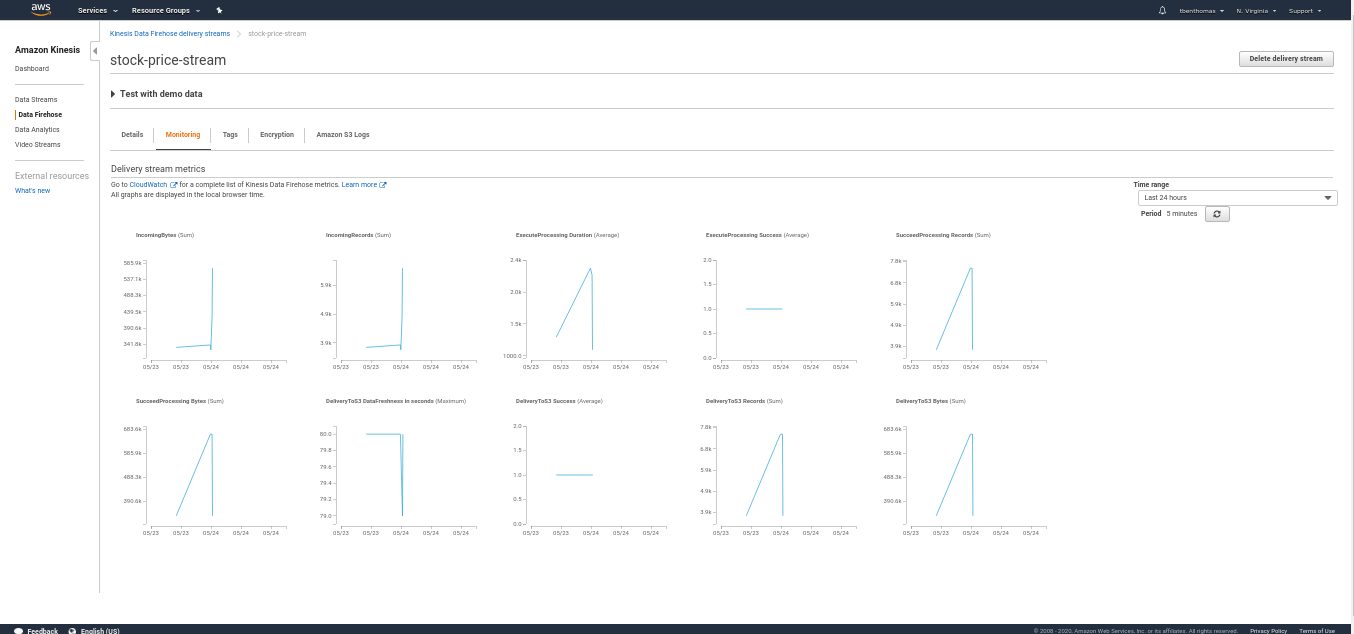 aws Services Resource Groups tbenthomas N. Virginia Support
Amazon Kinesis
Dashboard
Data Streams
Data Firehose
Data Analytics
Video Streams
External resources
What's new
Kinesis Data Firehose delivery streams stock-price-stream
stock-price-stream
Delete delivery stream
Test with demo data
Details Monitoring Tags Encryption Amazon S3 Logs
Delivery stream metrics
Go to CloudWatch for a complete list of Kinesis Data Firehose metrics. Learn more
All graphs are displayed in the local browser time.
Time range
Last 24 hours
Period 5 minutes
IncomingBytes (Sum)
585.9k
537.1k
488.3k
439.5k
390.6k
341.8k
05/23 05/23 05/24 05/24 05/24
IncomingRecords (Sum)
5.9k
4.9k
3.9k
05/23 05/23 05/24 05/24 05/24
ExecuteProcessing Duration (Average)
2.4k
2.0k
1.5k
1000.0
05/23 05/23 05/24 05/24 05/24
ExecuteProcessing Success (Average)
2.0
1.5
1.0
0.5
0.0
05/23 05/23 05/24 05/24 05/24
SucceedProcessing Records (Sum)
7.8k
6.8k
5.9k
4.9k
3.9k
05/23 05/23 05/24 05/24 05/24
SucceedProcessing Bytes (Sum)
683.6k
585.9k
488.3k
390.6k
05/23 05/23 05/24 05/24 05/24
DeliveryToS3 DataFreshness in seconds (Maximum)
80.0
79.8
79.6
79.4
79.2
79.0
05/23 05/23 05/24 05/24 05/24
DeliveryToS3 Success (Average)
2.0
1.5
1.0
0.5
0.0
05/23 05/23 05/24 05/24 05/24
DeliveryToS3 Records (Sum)
7.8k
6.8k
5.9k
4.9k
3.9k
05/23 05/23 05/24 05/24 05/24
DeliveryToS3 Bytes (Sum)
683.6k
585.9k
488.3k
390.6k
05/23 05/23 05/24 05/24 05/24
Feedback English (US) © 2008 - 2020, Amazon Web Services, Inc. or its affiliates. All rights reserved. Privacy Policy Terms of Use